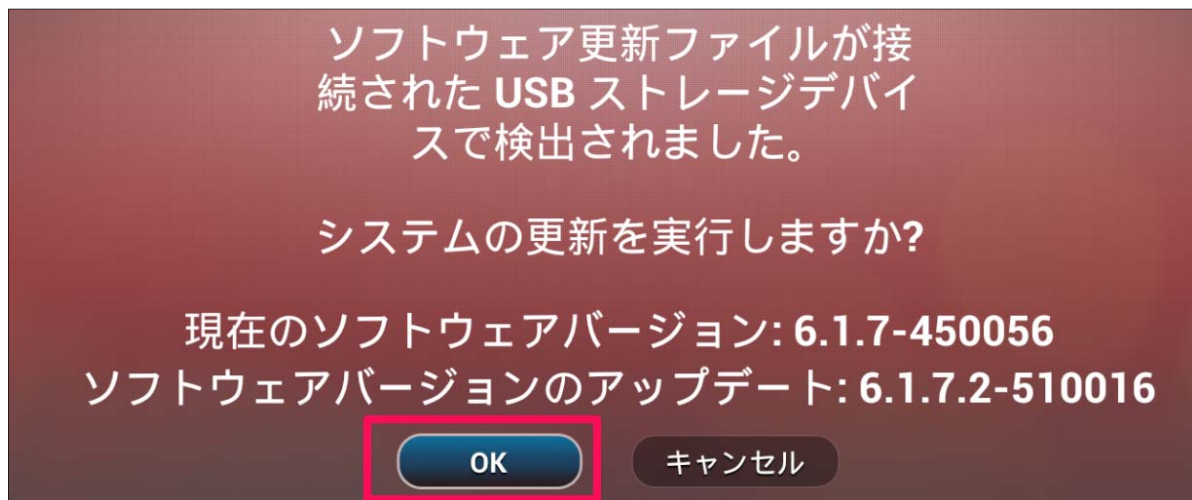 ソフトウェア更新ファイルが接
続された USB ストレージデバイ
スで検出されました。
システムの更新を実行しますか?
現在のソフトウェアバージョン: 6.1.7-450056
ソフトウェアバージョンのアップデート: 6.1.7.2-510016
OK
キャンセル